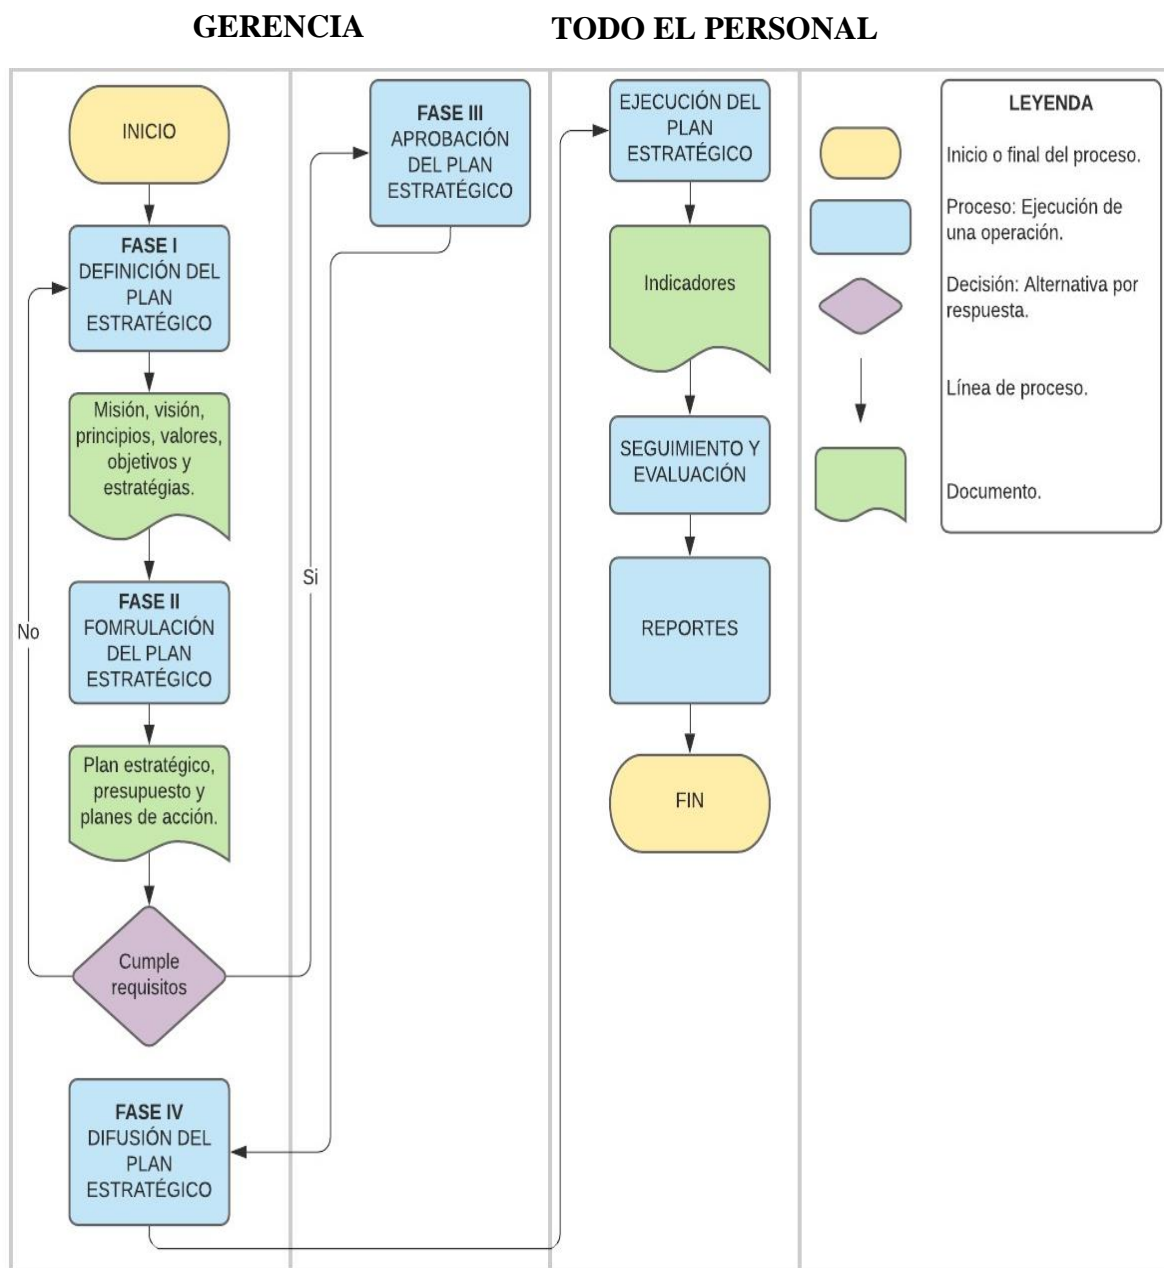 GERENCIA
TODO EL PERSONAL
INICIO
FASE I
DEFINICIÓN DEL
PLAN
ESTRATÉGICO
Misión, visión,
principios, valores,
objetivos y
estratégias.
FASE II
FOMRULACIÓN
DEL PLAN
ESTRATÉGICO
Plan estratégico,
presupuesto y
planes de acción.
Cumple
requisitos
No
Si
FASE III
APROBACIÓN
DEL PLAN
ESTRATÉGICO
FASE IV
DIFUSIÓN DEL
PLAN
ESTRATÉGICO
EJECUCIÓN DEL
PLAN
ESTRATÉGICO
Indicadores
SEGUIMIENTO Y
EVALUACIÓN
REPORTES
FIN
LEYENDA
Inicio o final del proceso.
Proceso: Ejecución de
una operación.
Decisión: Alternativa por
respuesta.
Línea de proceso.
Documento.